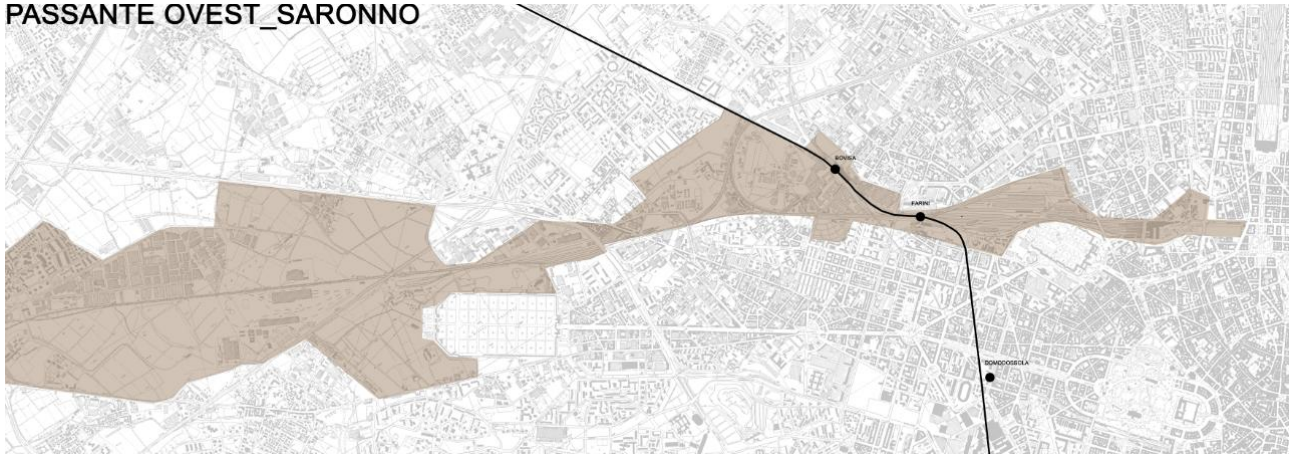 PASSANTE OVEST_SARONNO
BOVISA
FARINI
DOMODOSSOLA